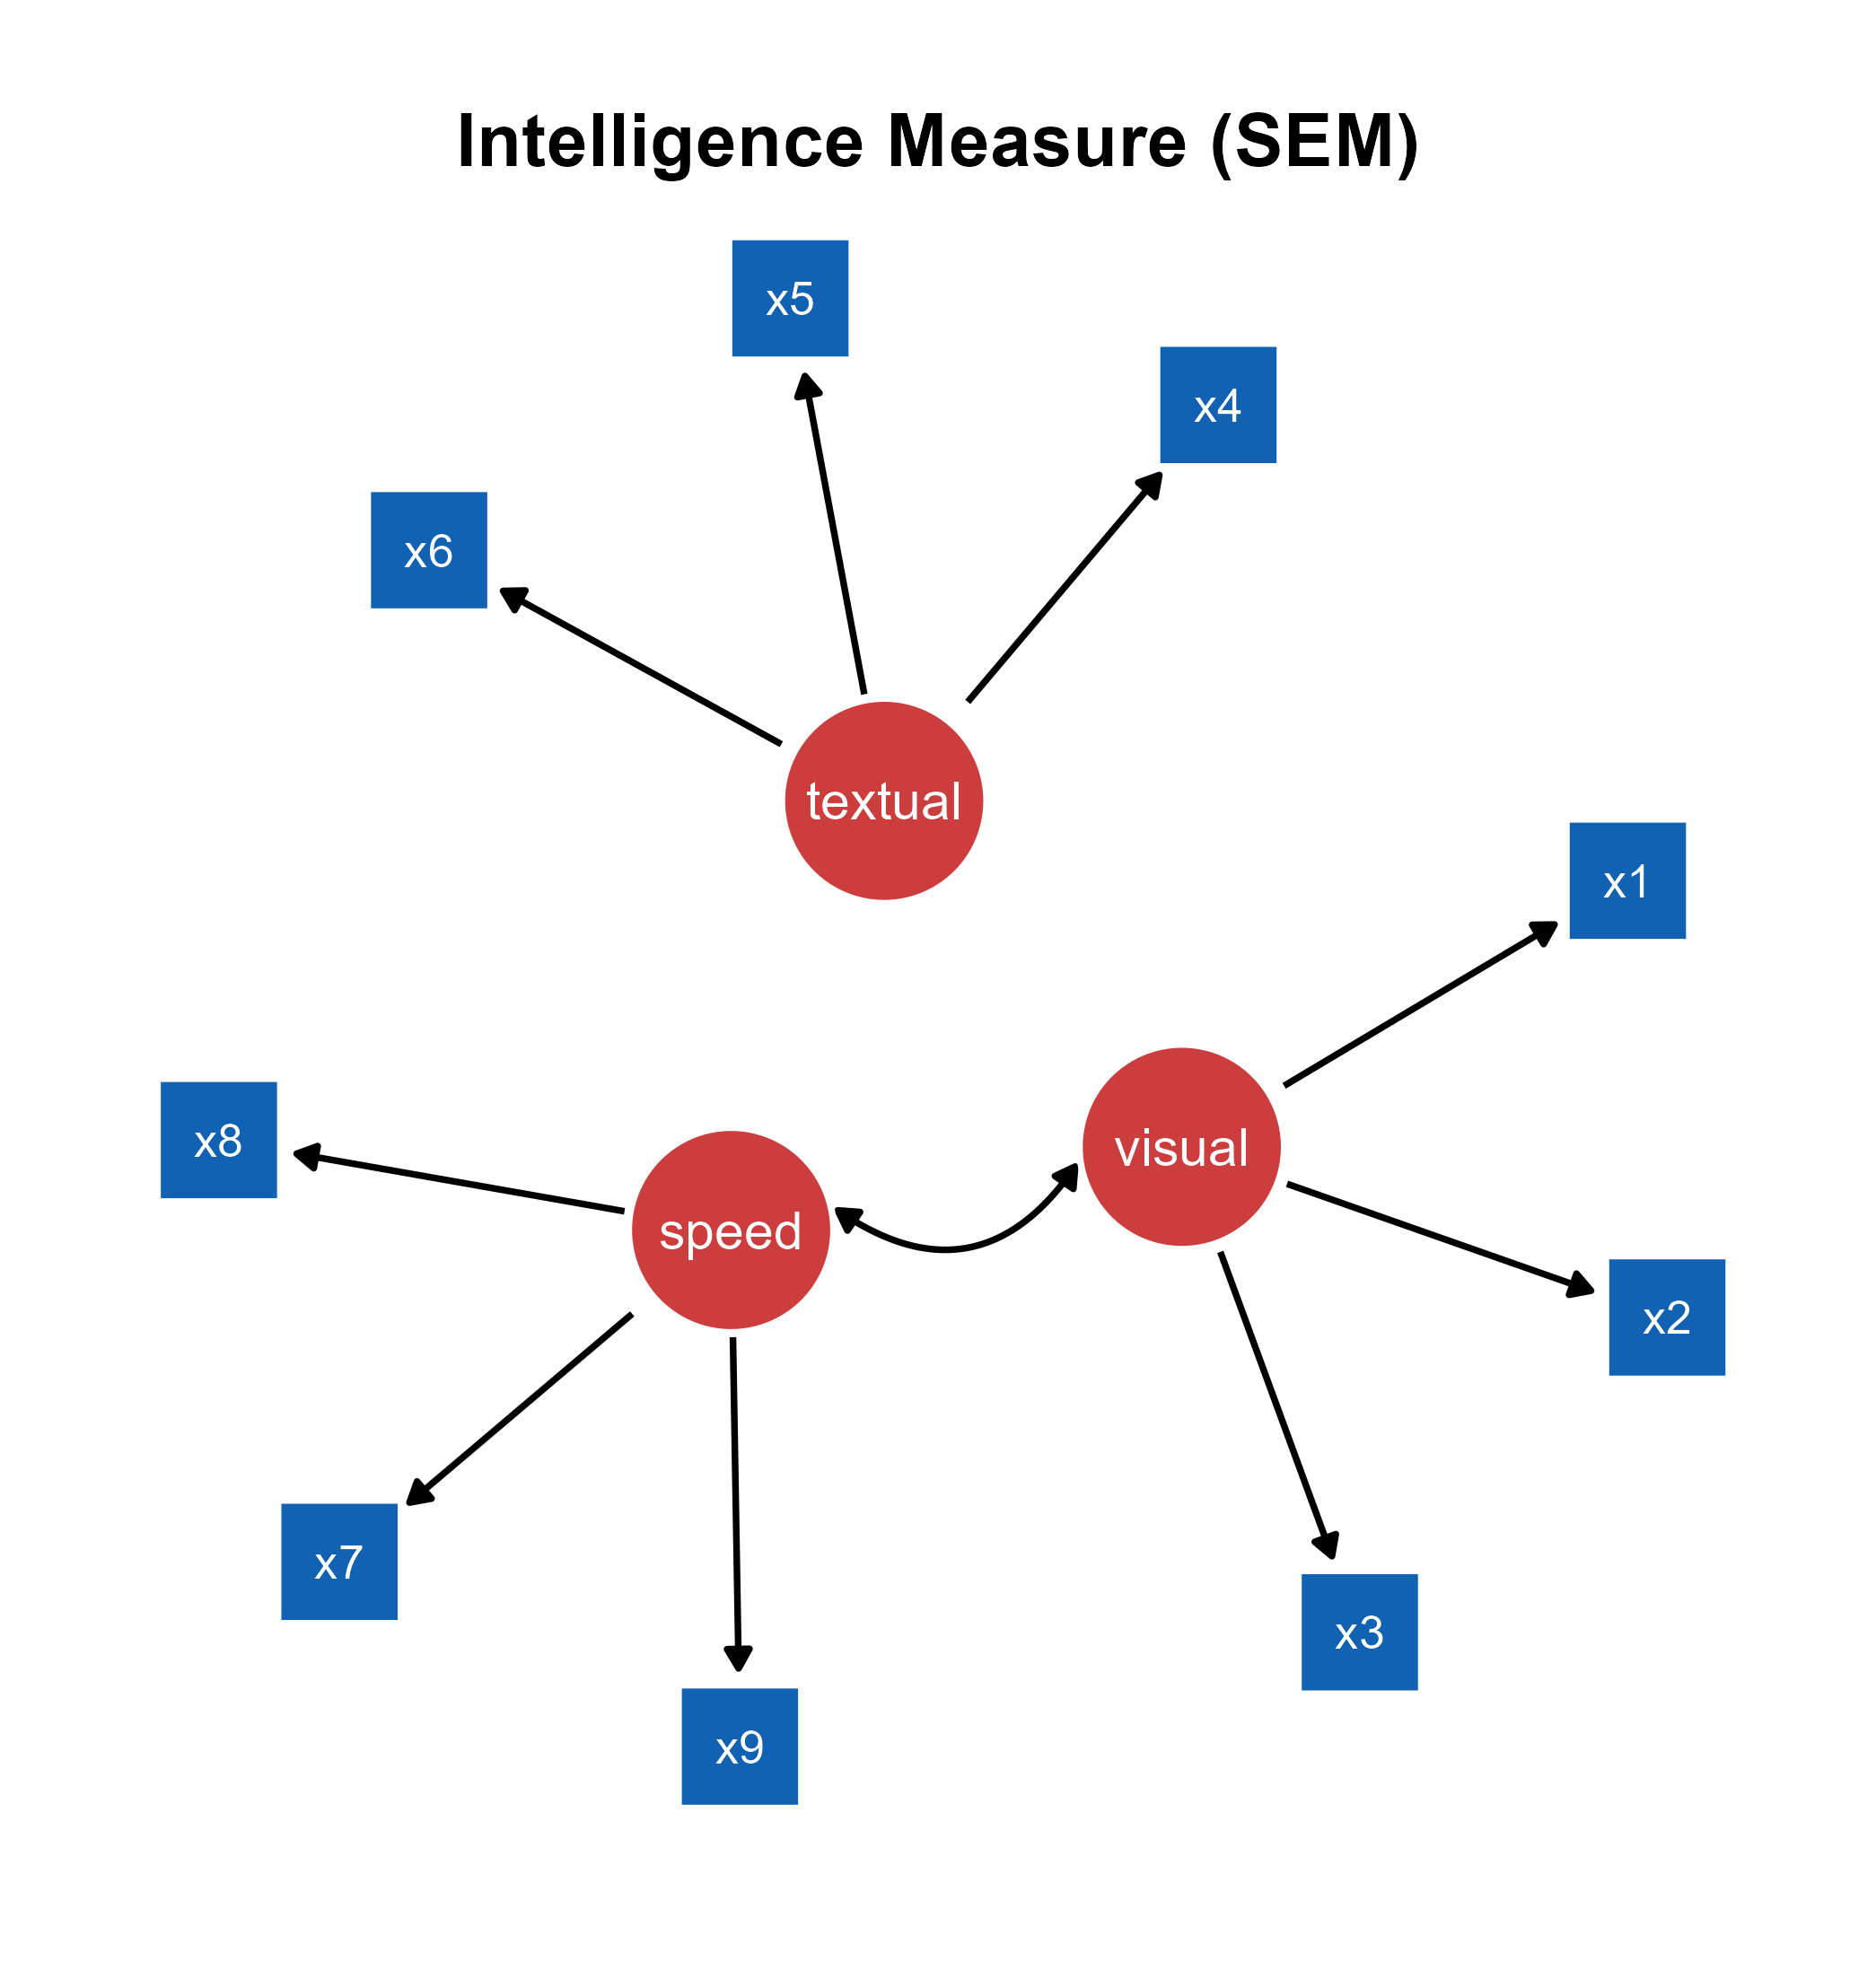 Intelligence Measure (SEM)
x5
x4
x6
textual
x1
x8
visual
speed
x2
x7
x3
x9